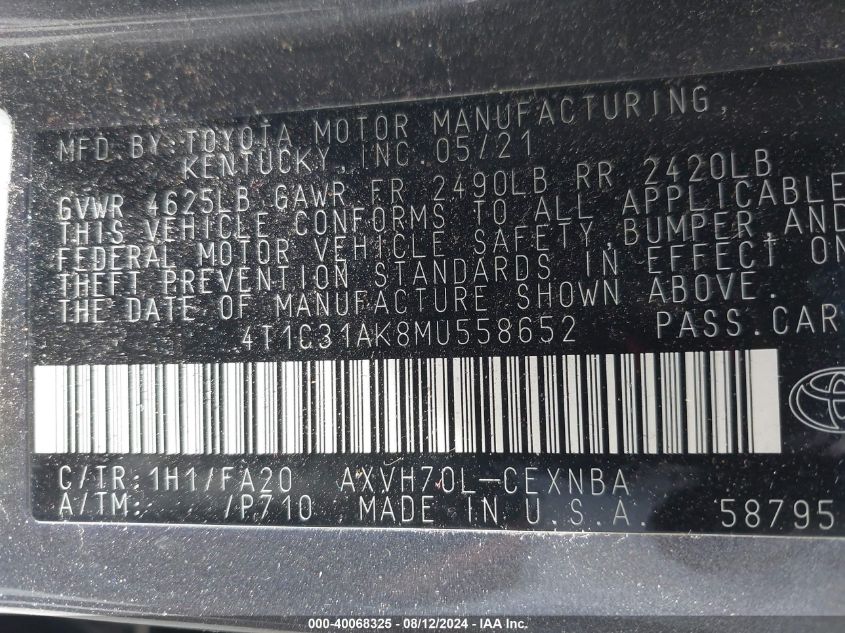 MFD.BY TOYOTA MOTOR MANUFACTURING,
KENTUCKY,INC.05/21
GVWR 4625LB GAWR FR 2490LB RR 2420LB
THIS VEHICLE CONFORMS TO ALL APPLICABLE
FEDERAL MOTOR VEHICLE SAFETY,BUMPER,AND
THEFT PREVENTION STANDARDS IN EFFECT ON
THE DATE OF MANUFACTURE SHOWN ABOVE.
4T1C31AK8MU558652 PASS.CAR
C/TR:1H1/FA20 AXVH70L-CEXNBA
A/TM: /P710 MADE IN U.S.A. 58795
000-40068325 - 08/12/2024 - IAAI.COM